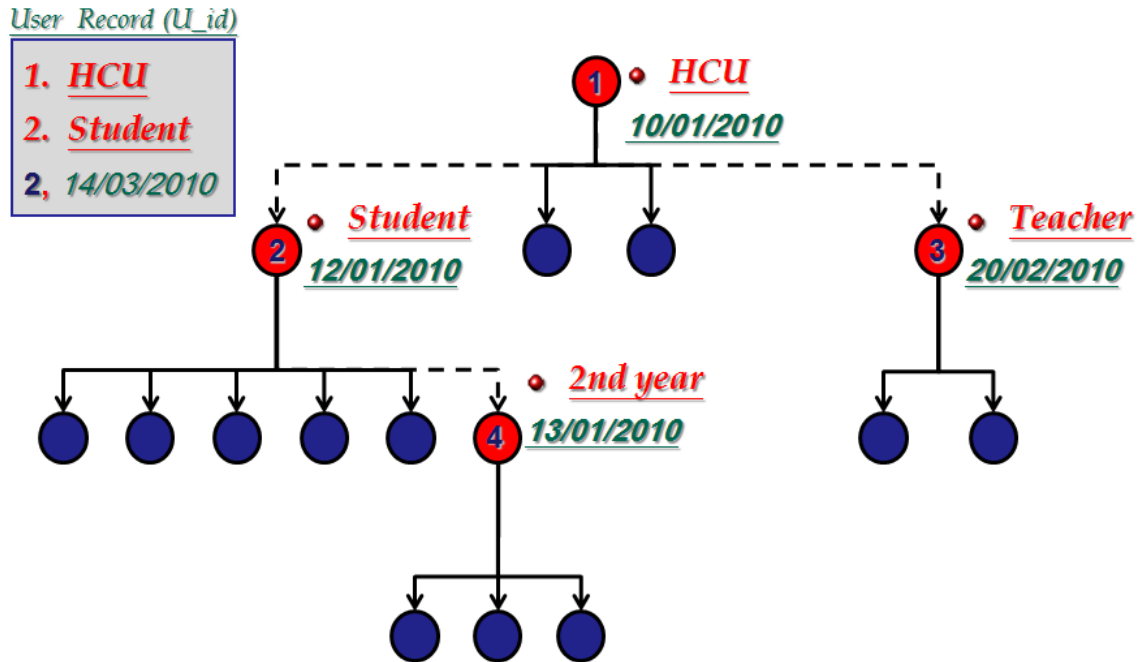 User Record (U_id)
1. HCU
2. Student
2, 14/03/2010
1
HCU
10/01/2010
2
Student
12/01/2010
3
Teacher
20/02/2010
4
2nd year
13/01/2010